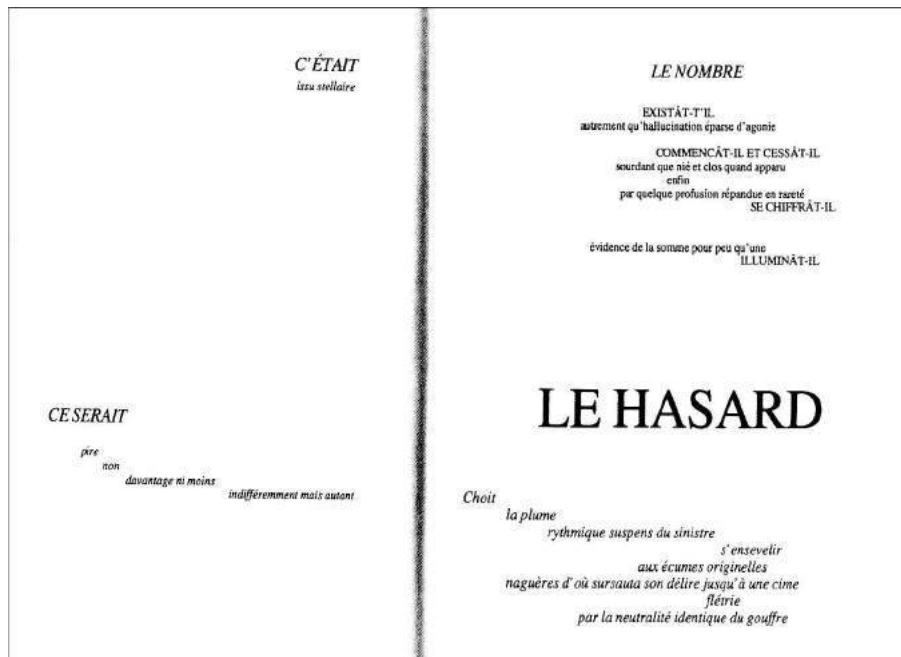 C'ÉTAIT
issu stellaire
CE SERAIT
pire
non
davantage ni moins
indifféremment mais autant
LE NOMBRE
EXISTÂT-T'IL
autrement qu'hallucination éparse d'agonie
COMMENCÂT-IL ET CESSÂT-IL
sourdant que nié et clos quand apparu
enfin
par quelque profusion répandue en rareté
SE CHIFFRÂT-IL
évidence de la somme pour peu qu'une
ILLUMINÂT-IL
LE HASARD
Choit
la plume
rythmique suspens du sinistre
s'ensevelir
aux écumes originelles
naguères d'où sursauta son délire jusqu'à une cime
flétrie
par la neutralité identique du gouffre